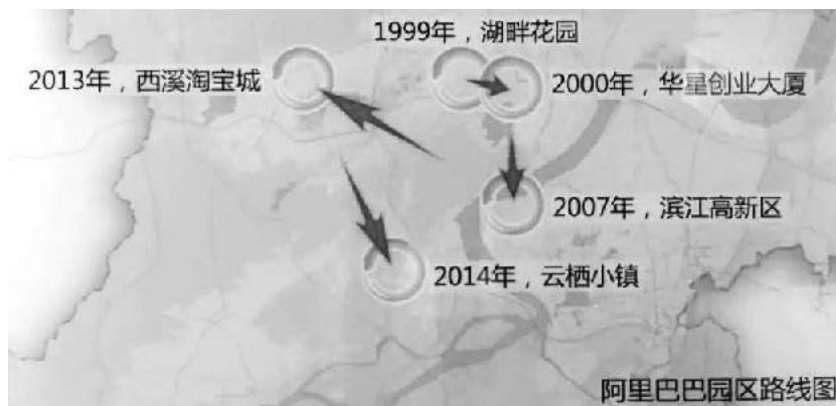 1999年，湖畔花园
2013年，西溪淘宝城
2000年，华星创业大厦
2007年，滨江高新区
2014年，云栖小镇
阿里巴巴园区路线图